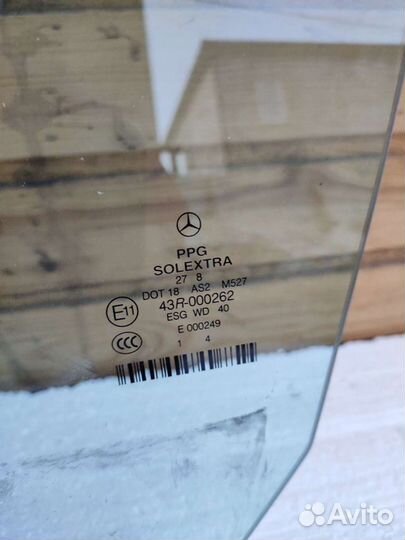 PPG
SOLEXTRA
27 8
DOT 18 AS2 M527
E11 43R-000262
ESG WD 40
CCC E 000249
1 4
Avito